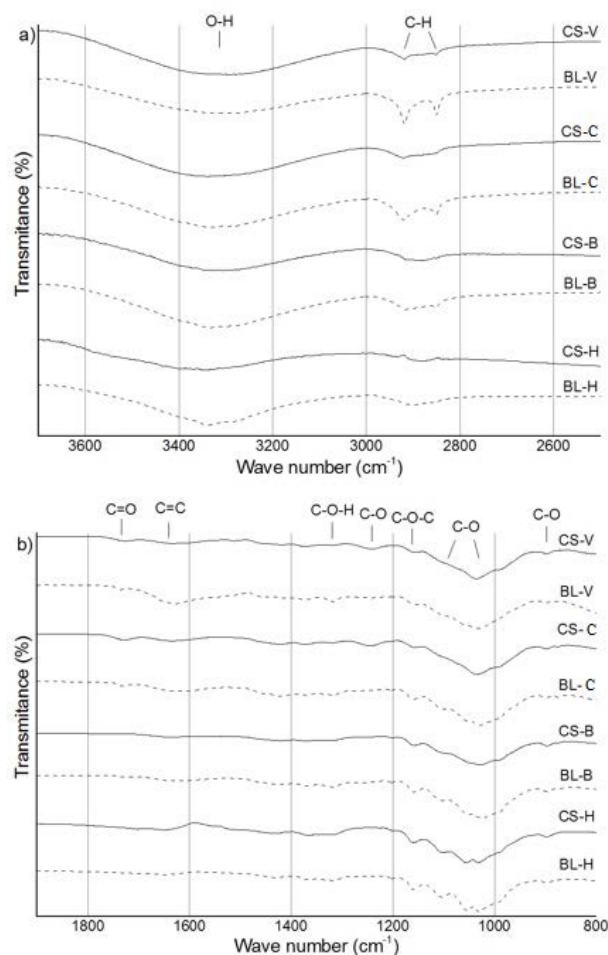 a)
O-H
C-H
CS-V
BL-V
CS-C
BL-C
CS-B
BL-B
CS-H
BL-H
Transmitance (%)
3600 3400 3200 3000 2800 2600
Wave number (cm⁻¹)
b)
C=O C=C C-O-H C-O C-O-C C-O C-O
CS-V
BL-V
CS-C
BL-C
CS-B
BL-B
CS-H
BL-H
Transmitance (%)
1800 1600 1400 1200 1000 800
Wave number (cm⁻¹)